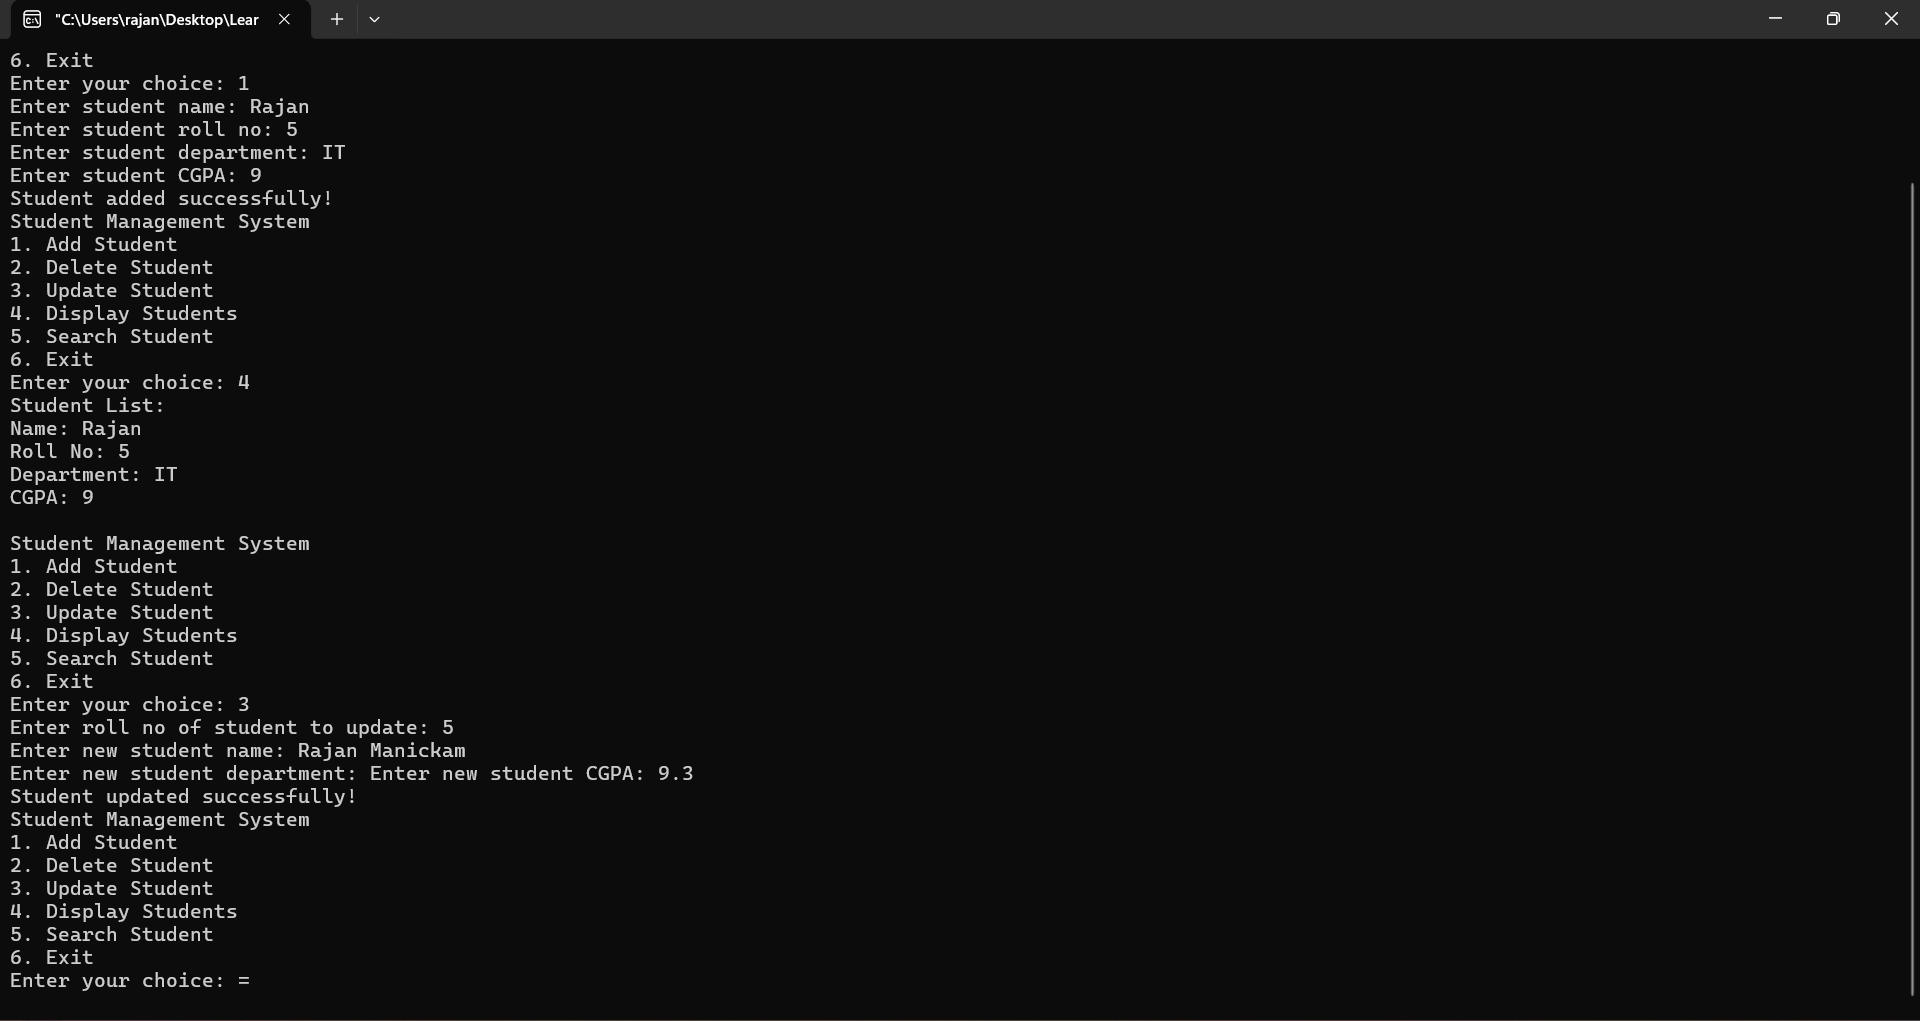 "C:\Users\rajan\Desktop\Lear
6. Exit
Enter your choice: 1
Enter student name: Rajan
Enter student roll no: 5
Enter student department: IT
Enter student CGPA: 9
Student added successfully!
Student Management System
1. Add Student
2. Delete Student
3. Update Student
4. Display Students
5. Search Student
6. Exit
Enter your choice: 4
Student List:
Name: Rajan
Roll No: 5
Department: IT
CGPA: 9
Student Management System
1. Add Student
2. Delete Student
3. Update Student
4. Display Students
5. Search Student
6. Exit
Enter your choice: 3
Enter roll no of student to update: 5
Enter new student name: Rajan Manickam
Enter new student department: Enter new student CGPA: 9.3
Student updated successfully!
Student Management System
1. Add Student
2. Delete Student
3. Update Student
4. Display Students
5. Search Student
6. Exit
Enter your choice: =